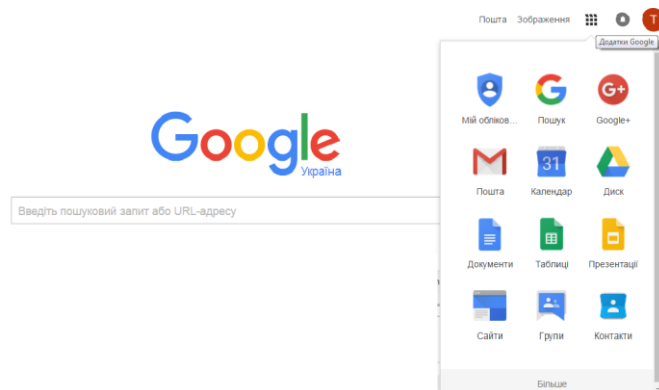 Пошта Зображення
T
Додатки Google
Мій обліков... Пошук Google+
G+
31
Пошта Календар Диск
Google
Україна
Введіть пошуковий запит або URL-адресу
Документи Таблиці Презентації
Сайти Групи Контакти
Більше